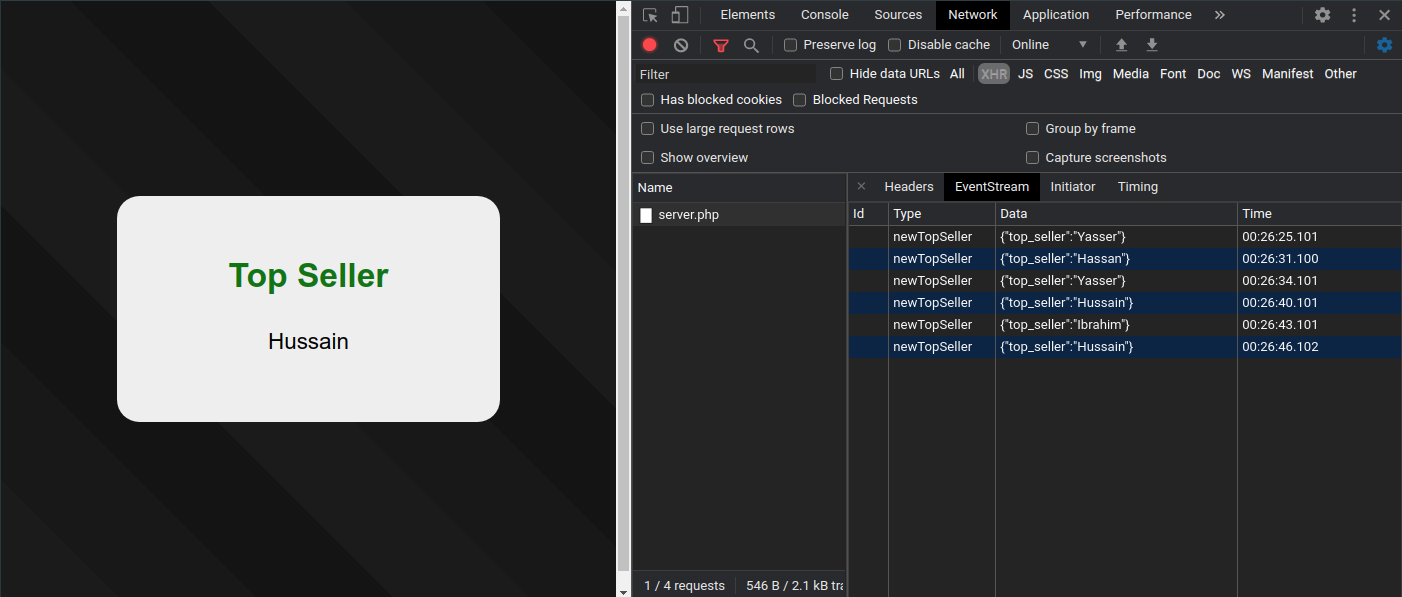 Top Seller
Hussain
Elements Console Sources Network Application Performance »
Preserve log Disable cache Online
Filter Hide data URLs All XHR JS CSS Img Media Font Doc WS Manifest Other
Has blocked cookies Blocked Requests
Use large request rows Group by frame
Show overview Capture screenshots
Name
server.php
1 / 4 requests 546 B / 2.1 kB tra
× Headers EventStream Initiator Timing
Id Type Data Time
newTopSeller {"top_seller":"Yasser"} 00:26:25.101
newTopSeller {"top_seller":"Hassan"} 00:26:31.100
newTopSeller {"top_seller":"Yasser"} 00:26:34.101
newTopSeller {"top_seller":"Hussain"} 00:26:40.101
newTopSeller {"top_seller":"Ibrahim"} 00:26:43.101
newTopSeller {"top_seller":"Hussain"} 00:26:46.102